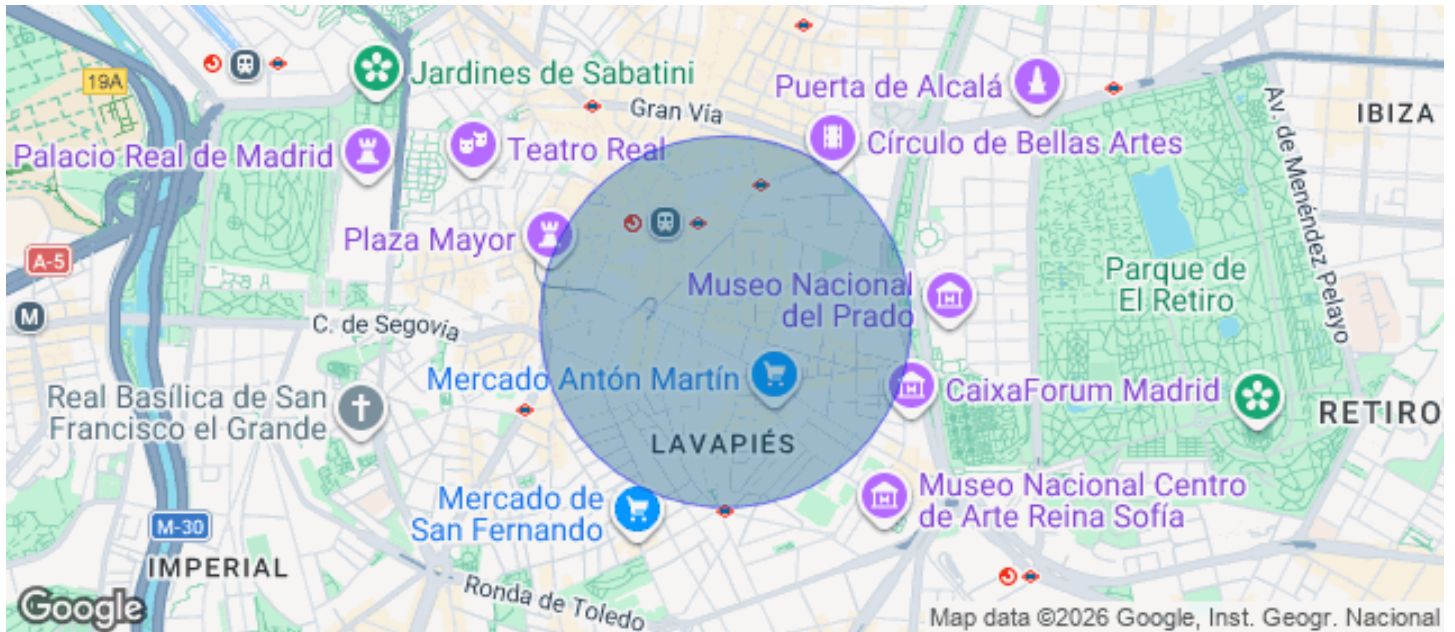 19A
Jardines de Sabatini
Gran Vía
Puerta de Alcalá
IBIZA
Palacio Real de Madrid
Teatro Real
Círculo de Bellas Artes
Av. de Menéndez Pelayo
Plaza Mayor
A-5
Museo Nacional
del Prado
Parque de
El Retiro
M
C. de Segovia
Mercado Antón Martín
CaixaForum Madrid
Real Basílica de San
Francisco el Grande
RETIRO
LAVAPIÉS
Mercado de
San Fernando
Museo Nacional Centro
de Arte Reina Sofía
M-30
IMPERIAL
Ronda de Toledo
Google
Map data ©2026 Google, Inst. Geogr. Nacional